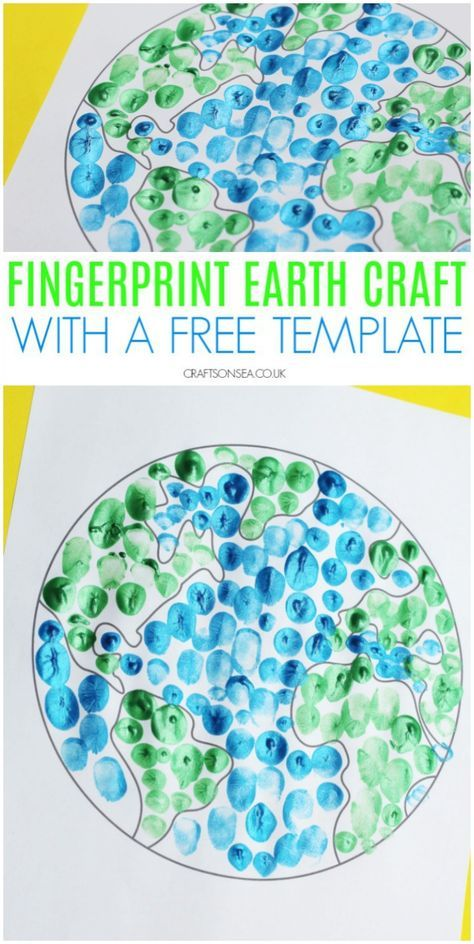 FINGERPRINT EARTH CRAFT
WITH A FREE TEMPLATE
CRAFTSONSEA.CO.UK